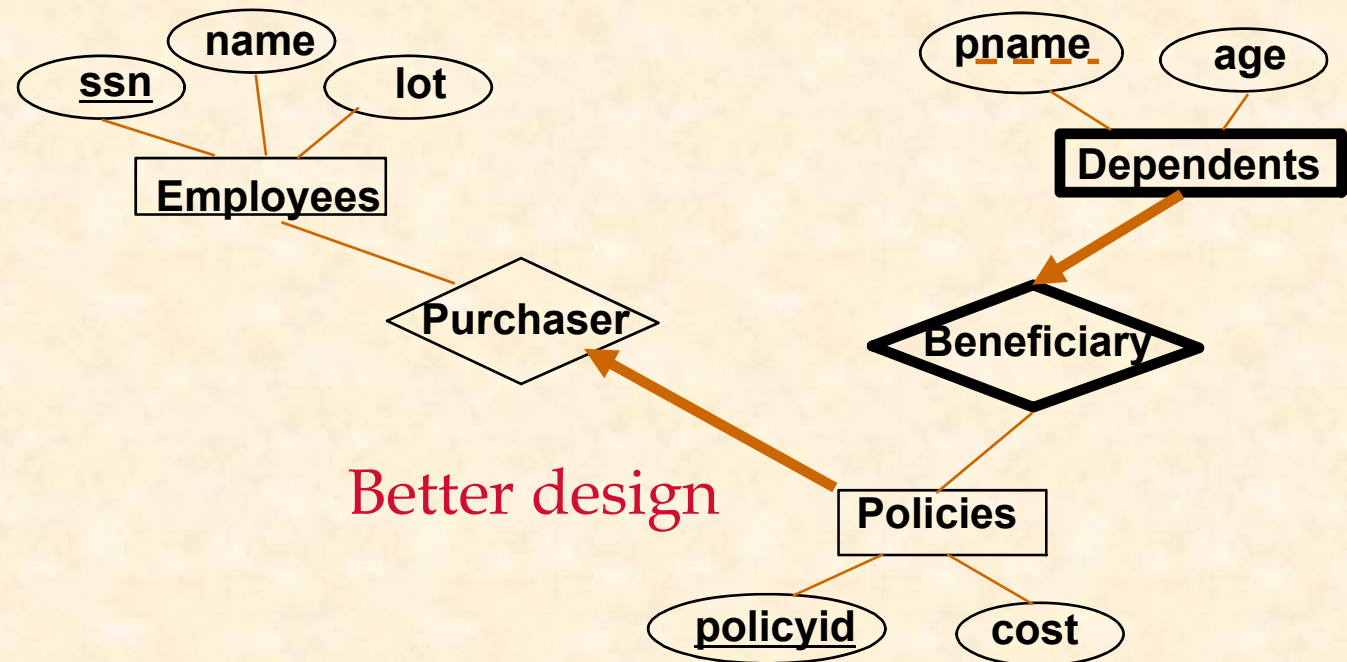 name
pname
age
ssn
lot
Dependents
Employees
Purchaser
Beneficiary
Better design
Policies
policyid
cost